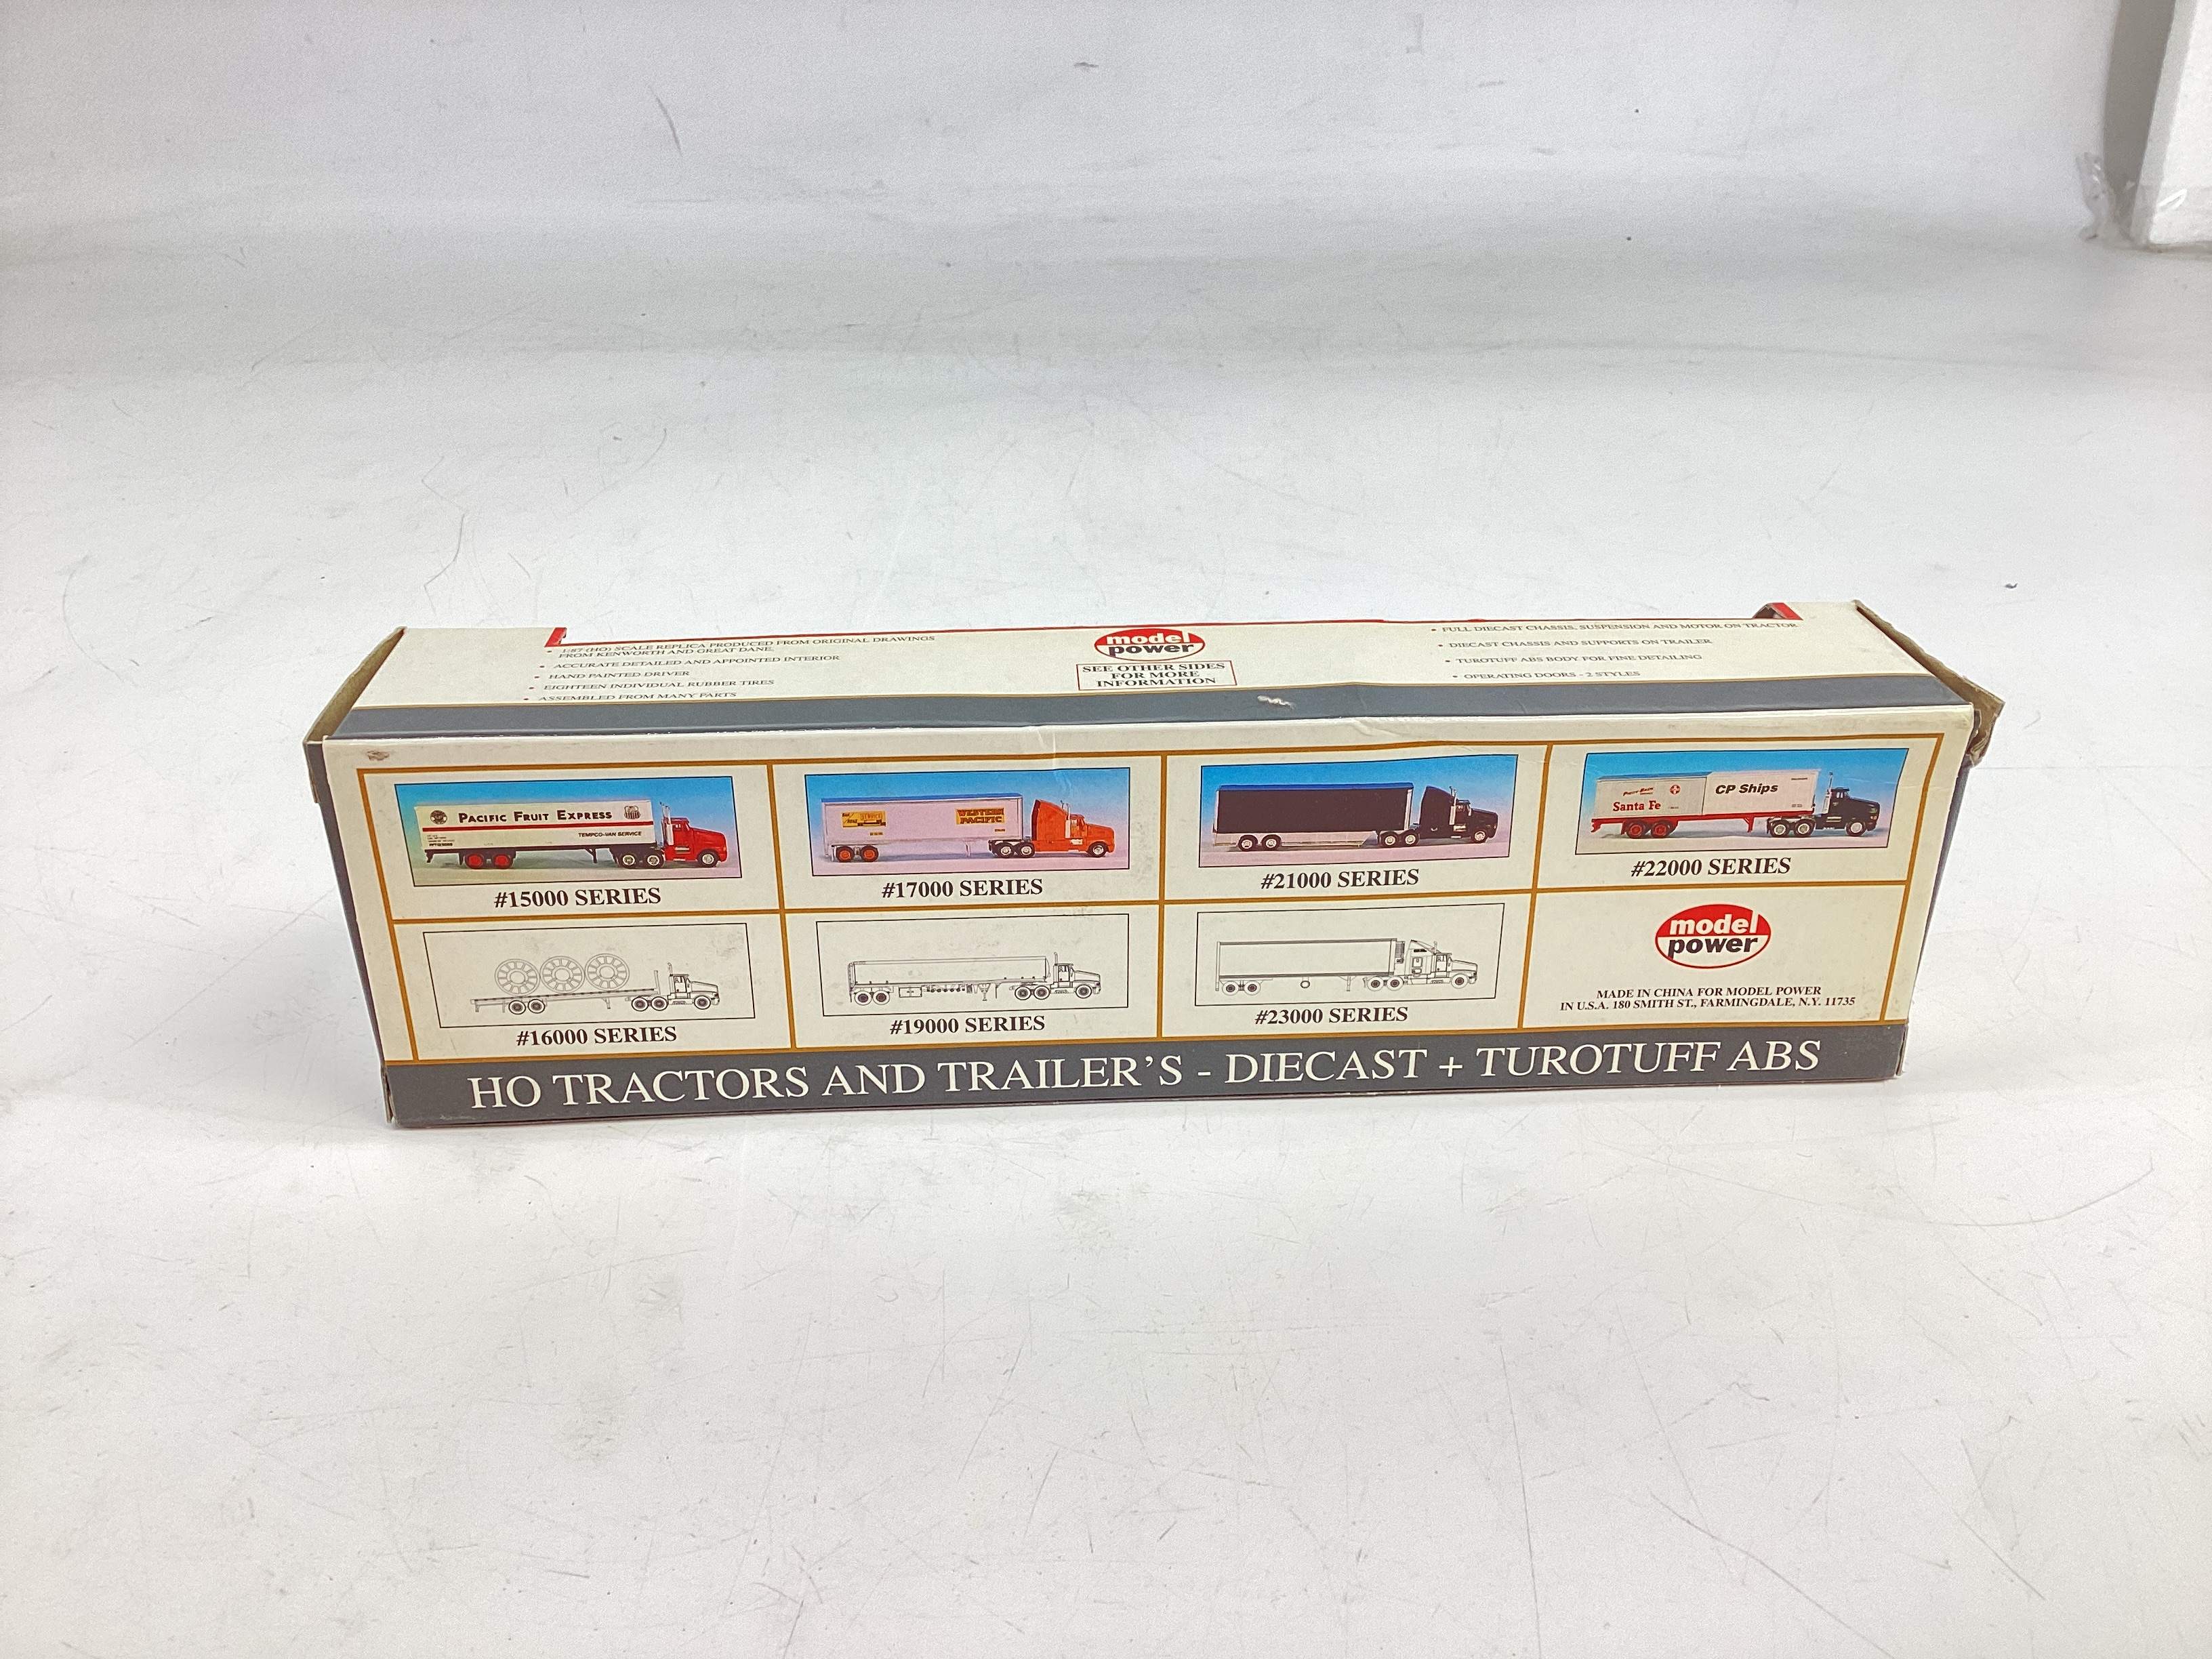 • 1:87 (HO) SCALE REPLICA PRODUCED FROM ORIGINAL DRAWINGS
FROM KENWORTH AND GREAT DANE
• ACCURATE DETAILED AND APPOINTED INTERIOR
• HAND PAINTED DRIVER
• EIGHTEEN INDIVIDUAL RUBBER TIRES
• ASSEMBLED FROM MANY PARTS
model
power
SEE OTHER SIDES
FOR MORE
INFORMATION
• FULL DIECAST CHASSIS, SUSPENSION AND MOTOR ON TRACTOR
• DIECAST CHASSIS AND SUPPORTS ON TRAILER
• TUROTUFF ABS BODY FOR FINE DETAILING
• OPERATING DOORS - 2 STYLES
PACIFIC FRUIT EXPRESS
TEMPCO-VAN SERVICE
#15000 SERIES
WESTERN
PACIFIC
#17000 SERIES
#21000 SERIES
Santa Fe
CP Ships
#22000 SERIES
#16000 SERIES
#19000 SERIES
#23000 SERIES
model
power
MADE IN CHINA FOR MODEL POWER
IN U.S.A. 180 SMITH ST., FARMINGDALE, N.Y. 11735
HO TRACTORS AND TRAILER'S - DIECAST + TUROTUFF ABS